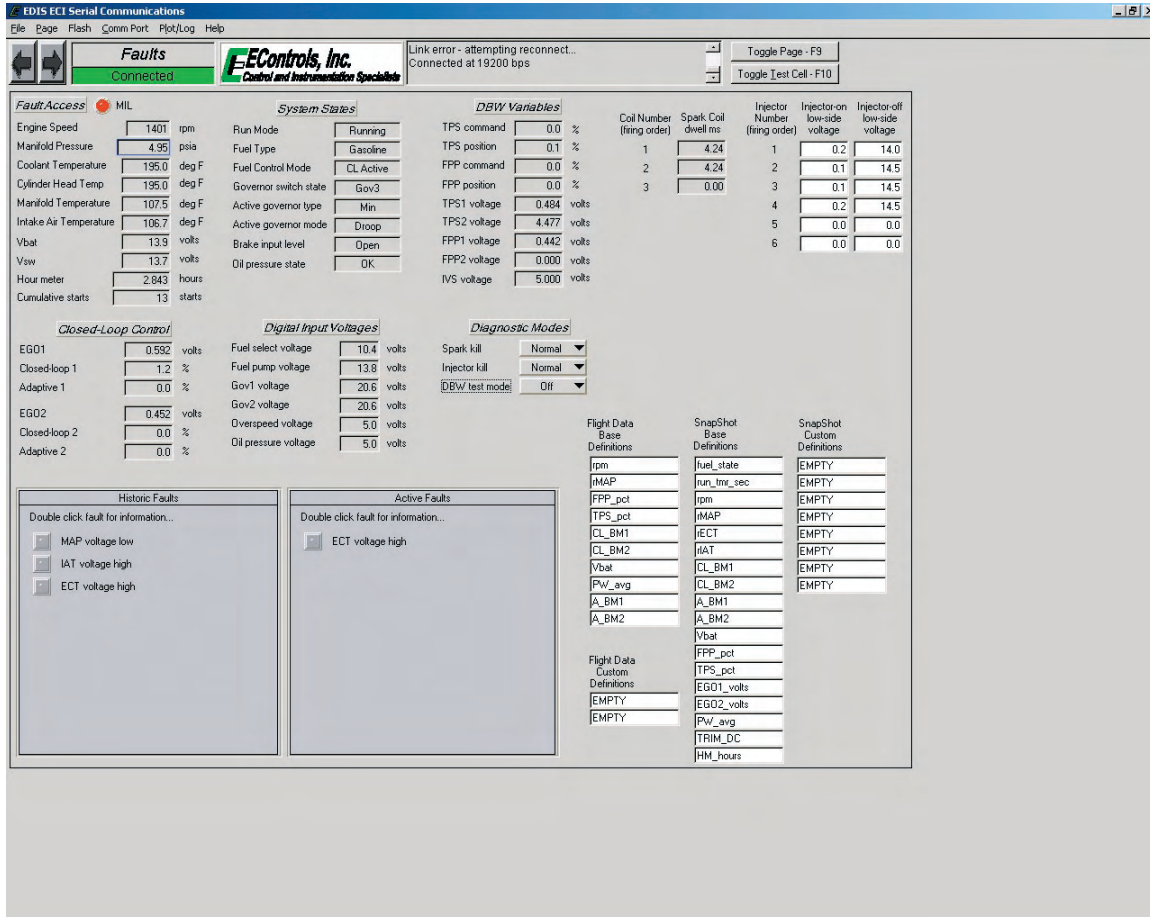 EDIS ECI Serial Communications
File Page Flash Comm Port Plot/Log Help
Faults
Connected
EControls, Inc.
Control and Instrumentation Specialists
Link error - attempting reconnect...
Connected at 19200 bps
Toggle Page - F9
Toggle Test Cell - F10
Fault Access MIL
Engine Speed 1401 rpm
Manifold Pressure 4.95 psia
Coolant Temperature 195.0 deg F
Cylinder Head Temp 195.0 deg F
Manifold Temperature 107.5 deg F
Intake Air Temperature 106.7 deg F
Vbat 13.9 volts
Vsw 13.7 volts
Hour meter 2.843 hours
Cumulative starts 13 starts
System States
Run Mode Running
Fuel Type Gasoline
Fuel Control Mode CL Active
Governor switch state Gov3
Active governor type Min
Active governor mode Droop
Brake input level Open
Oil pressure state OK
DBW Variables
TPS command 0.0 %
TPS position 0.1 %
FPP command 0.0 %
FPP position 0.0 %
TPS1 voltage 0.484 volts
TPS2 voltage 4.477 volts
FPP1 voltage 0.442 volts
FPP2 voltage 0.000 volts
IVS voltage 5.000 volts
Coil Number Spark Coil
(firing order) dwell ms
1 4.24
2 4.24
3 0.00
Injector Injector-on Injector-off
Number low-side low-side
(firing order) voltage voltage
1 0.2 14.0
2 0.1 14.5
3 0.1 14.5
4 0.2 14.5
5 0.0 0.0
6 0.0 0.0
Closed-Loop Control
EGO1 0.592 volts
Closed-loop 1 1.2 %
Adaptive 1 0.0 %
EGO2 0.452 volts
Closed-loop 2 0.0 %
Adaptive 2 0.0 %
Digital Input Voltages
Fuel select voltage 10.4 volts
Fuel pump voltage 13.8 volts
Gov1 voltage 20.6 volts
Gov2 voltage 20.6 volts
Overspeed voltage 5.0 volts
Oil pressure voltage 5.0 volts
Diagnostic Modes
Spark kill Normal
Injector kill Normal
DBW test mode Off
Flight Data
Base
Definitions
rpm
rMAP
FPP_pct
TPS_pct
CL_BM1
CL_BM2
Vbat
PW_avg
A_BM1
A_BM2
Flight Data
Custom
Definitions
EMPTY
EMPTY
SnapShot
Base
Definitions
fuel_state
run_tmr_sec
rpm
rMAP
rECT
rIAT
CL_BM1
CL_BM2
A_BM1
A_BM2
Vbat
FPP_pct
TPS_pct
EGO1_volts
EGO2_volts
PW_avg
TRIM_DC
HM_hours
SnapShot
Custom
Definitions
EMPTY
EMPTY
EMPTY
EMPTY
EMPTY
EMPTY
EMPTY
EMPTY
Historic Faults
Double click fault for information...
MAP voltage low
IAT voltage high
ECT voltage high
Active Faults
Double click fault for information...
ECT voltage high